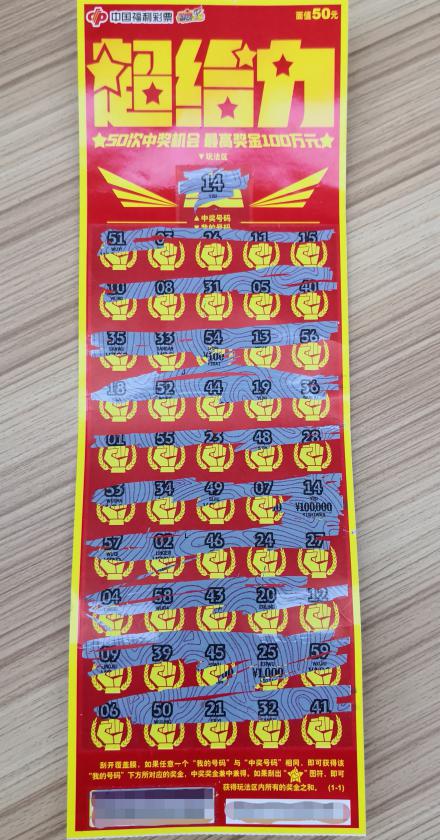 中国福利彩票 面值50元
超给力
50次中奖机会 最高奖金100万元
▼玩法区
14
▲中奖号码
▼我的号码
51 03 26 11 15
10 08 31 05 40
35 33 54 13 56
¥100
18 52 44 19 36
01 55 23 48 28
53 34 49 07 14
¥100,000
57 02 46 24 27
04 58 43 20 12
09 39 45 25 59
¥1,000
06 50 21 32 41
刮开覆盖膜,如果任意一个“我的号码”与“中奖号码”相同,即可获得该
“我的号码”下方所对应的奖金,中奖奖金兼中兼得。如果刮出“”图符,即可
获得玩法区内所有的奖金之和。 (1-1)